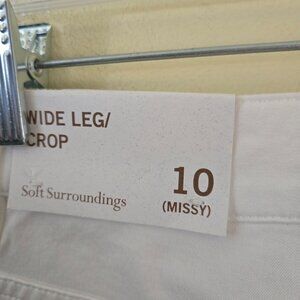 WIDE LEG/
CROP
10
(MISSY)
Soft Surroundings